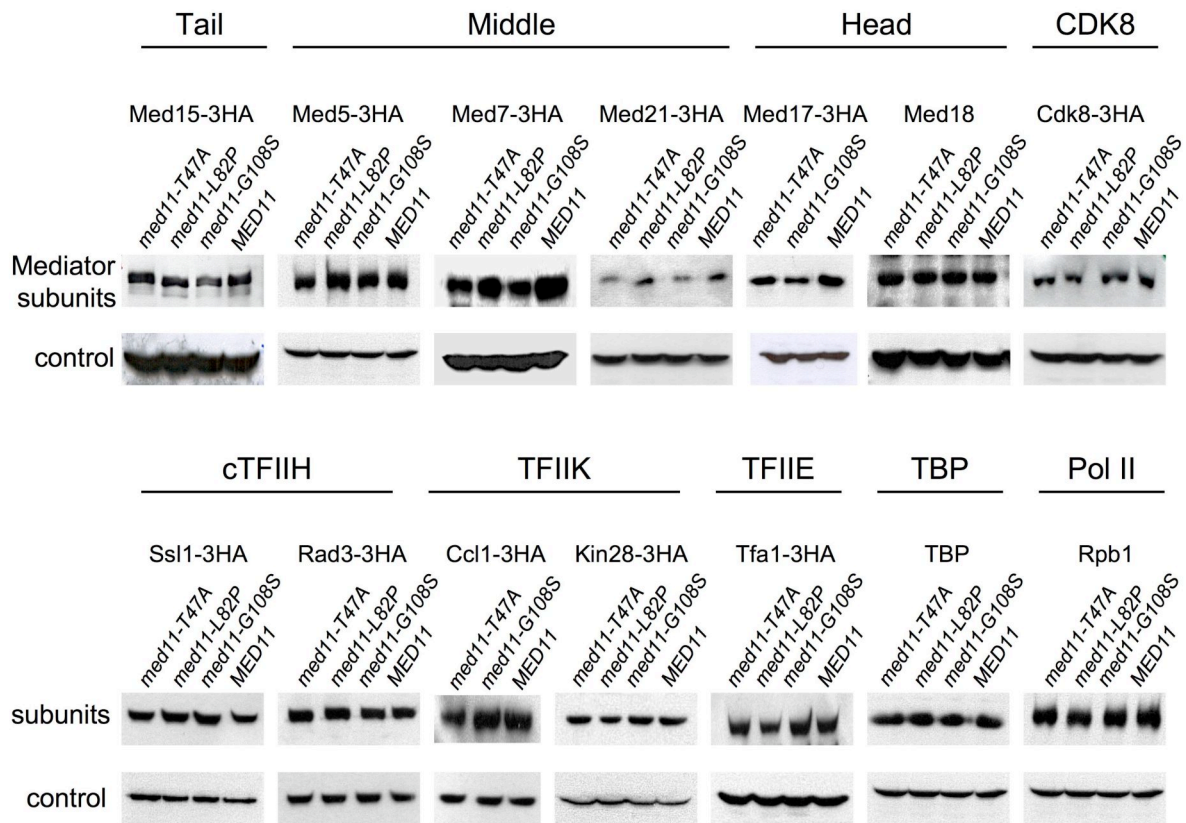 Tail Middle Head CDK8
Med15-3HA Med5-3HA Med7-3HA Med21-3HA Med17-3HA Med18 Cdk8-3HA
med11-T47A med11-L82P med11-G108S MED11 med11-T47A med11-L82P med11-G108S MED11 med11-T47A med11-L82P med11-G108S MED11 med11-T47A med11-L82P med11-G108S MED11 med11-T47A med11-G108S MED11 med11-T47A med11-L82P med11-G108S MED11 med11-T47A med11-L82P med11-G108S MED11
Mediator
subunits
control
cTFIIH TFIIK TFIIE TBP Pol II
Ssl1-3HA Rad3-3HA Ccl1-3HA Kin28-3HA Tfa1-3HA TBP Rpb1
med11-T47A med11-L82P med11-G108S MED11 med11-T47A med11-L82P med11-G108S MED11 med11-T47A med11-G108S MED11 med11-T47A med11-L82P med11-G108S MED11 med11-T47A med11-L82P med11-G108S MED11 med11-T47A med11-L82P med11-G108S MED11 med11-T47A med11-L82P med11-G108S MED11
subunits
control